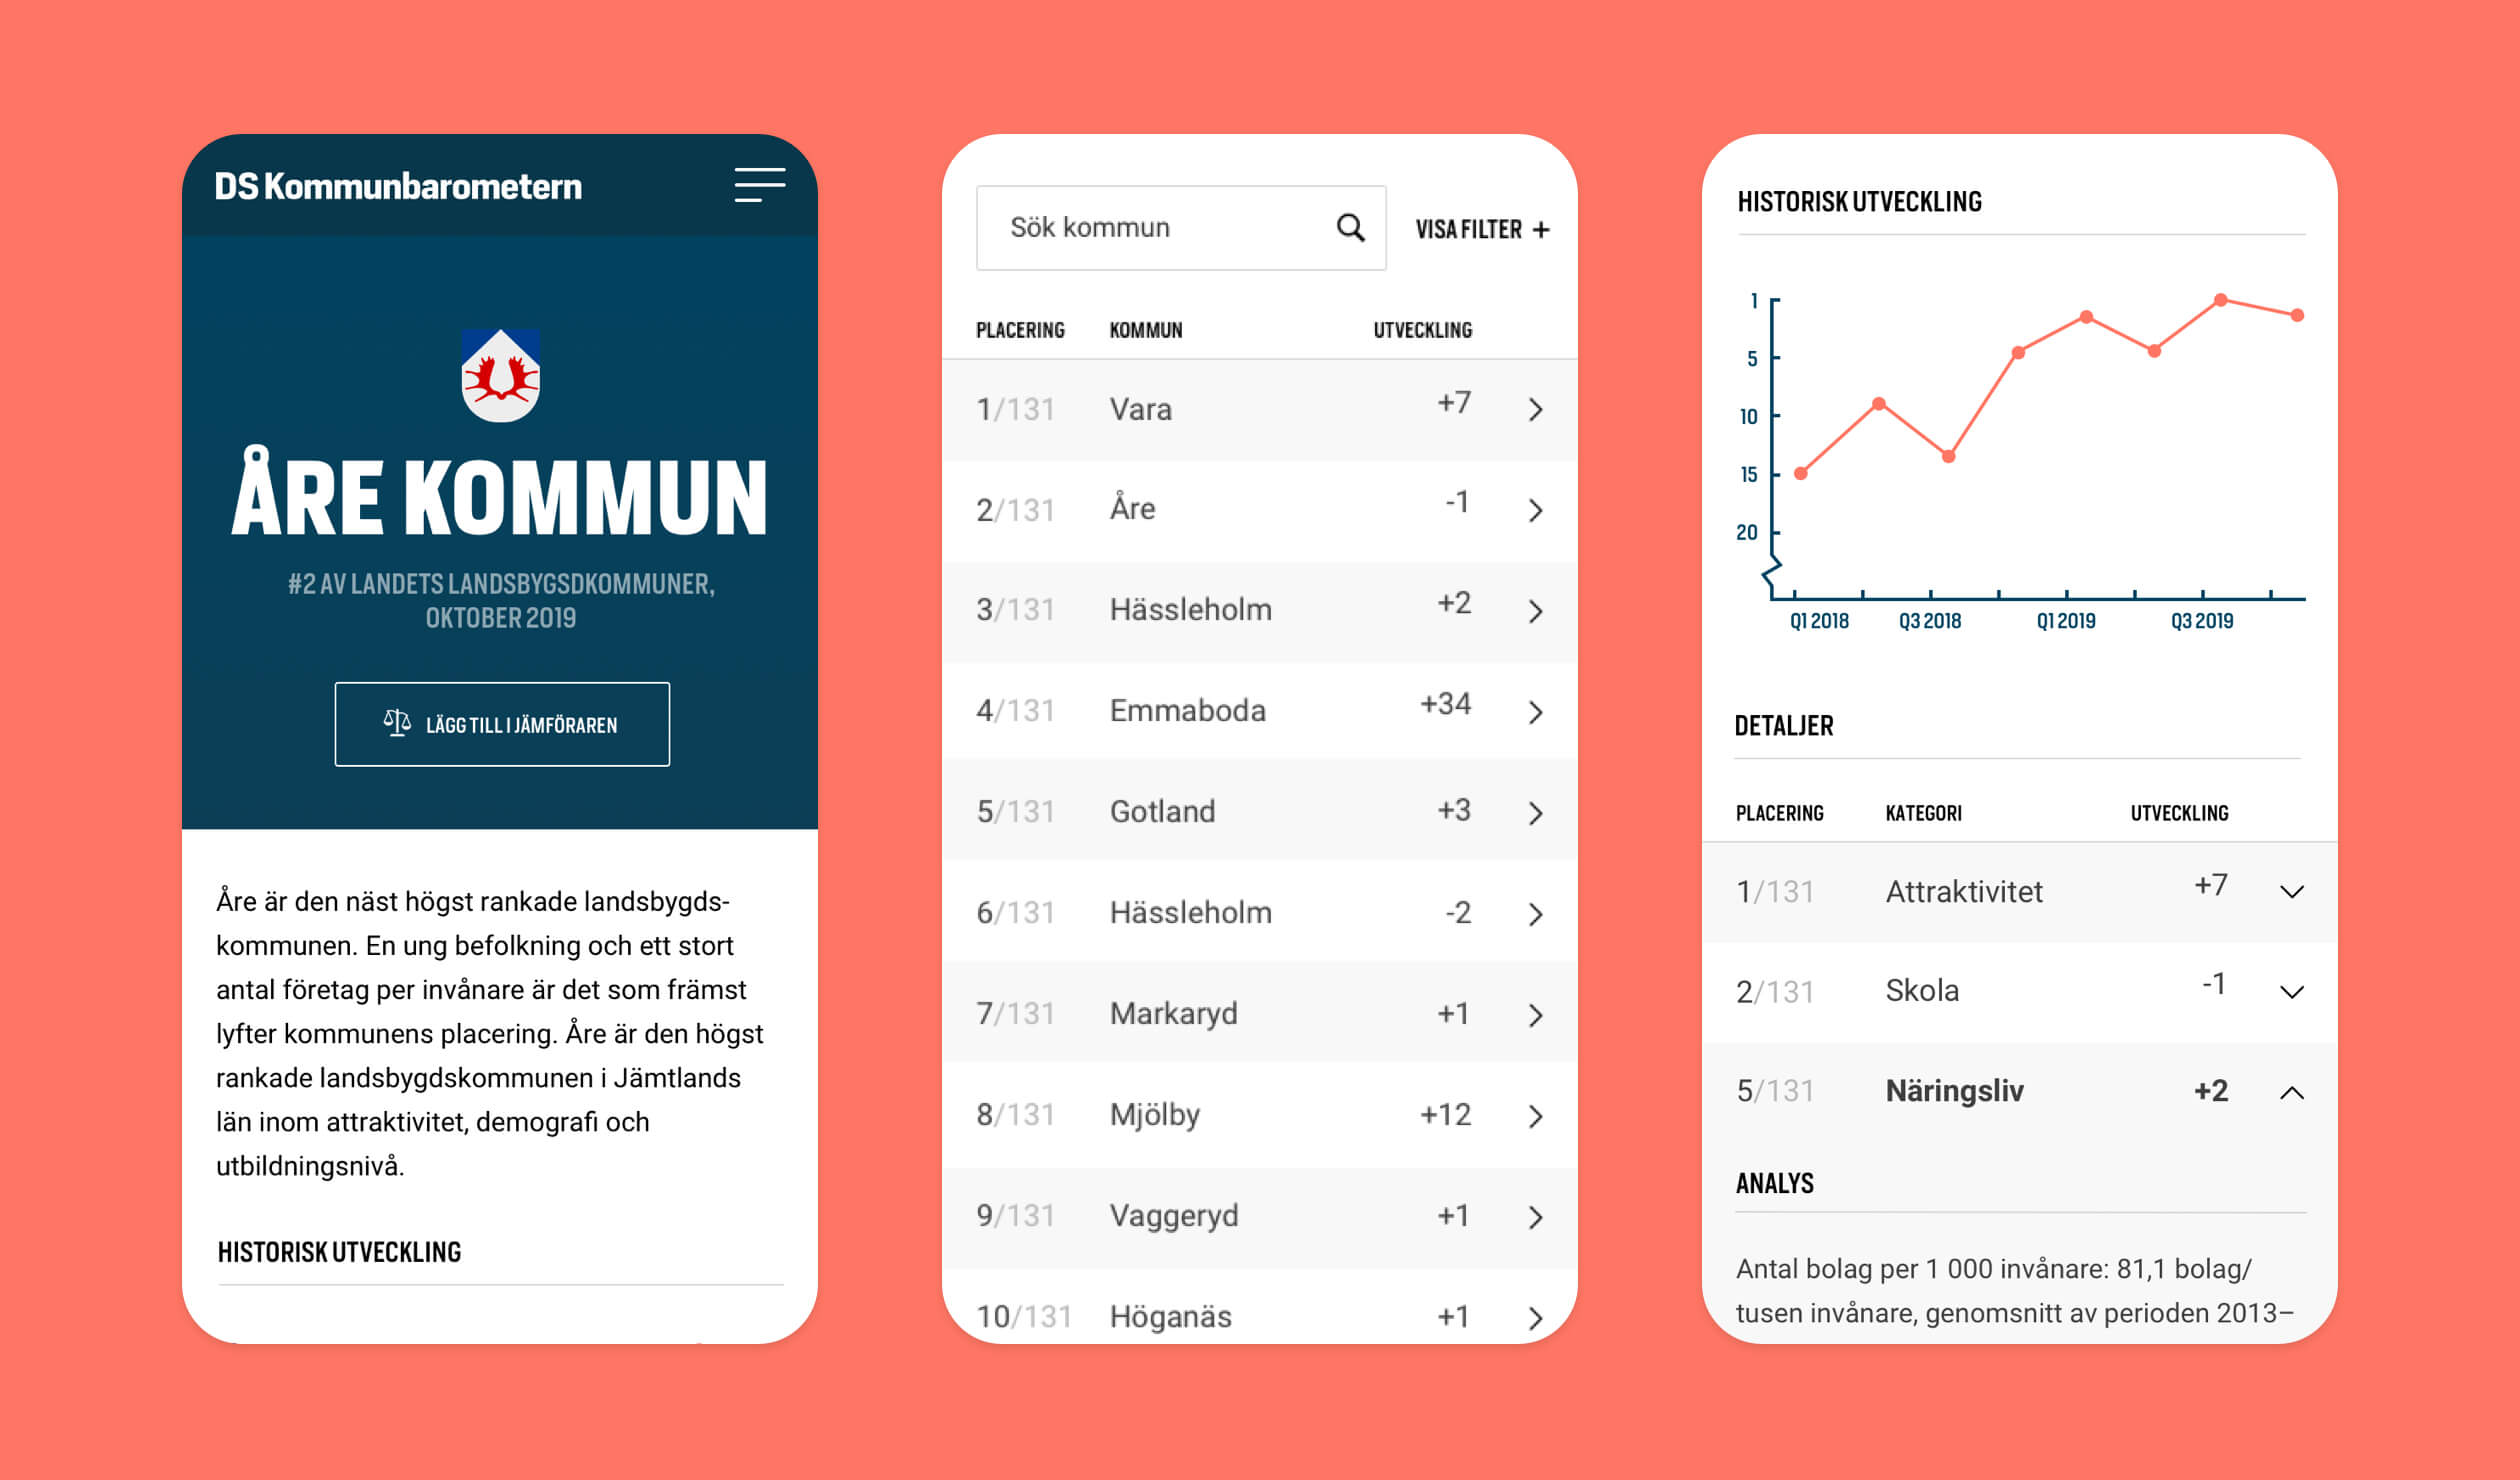 DS Kommunbarometern
ÅRE KOMMUN
#2 AV LANDETS LANDSBYGSDKOMMUNER,
OKTOBER 2019
LÄGG TILL I JÄMFÖRAREN
Åre är den näst högst rankade landsbygds-
kommunen. En ung befolkning och ett stort
antal företag per invånare är det som främst
lyfter kommunens placering. Åre är den högst
rankade landsbygdskommunen i Jämtlands
län inom attraktivitet, demografi och
utbildningsnivå.
HISTORISK UTVECKLING
Sök kommun
VISA FILTER +
PLACERING KOMMUN UTVECKLING
1/131 Vara +7
2/131 Åre -1
3/131 Hässleholm +2
4/131 Emmaboda +34
5/131 Gotland +3
6/131 Hässleholm -2
7/131 Markaryd +1
8/131 Mjölby +12
9/131 Vaggeryd +1
10/131 Höganäs +1
HISTORISK UTVECKLING
1
5
10
15
20
Q1 2018 Q3 2018 Q1 2019 Q3 2019
DETALJER
PLACERING KATEGORI UTVECKLING
1/131 Attraktivitet +7
2/131 Skola -1
5/131 Näringsliv +2
ANALYS
Antal bolag per 1 000 invånare: 81,1 bolag/
tusen invånare, genomsnitt av perioden 2013–